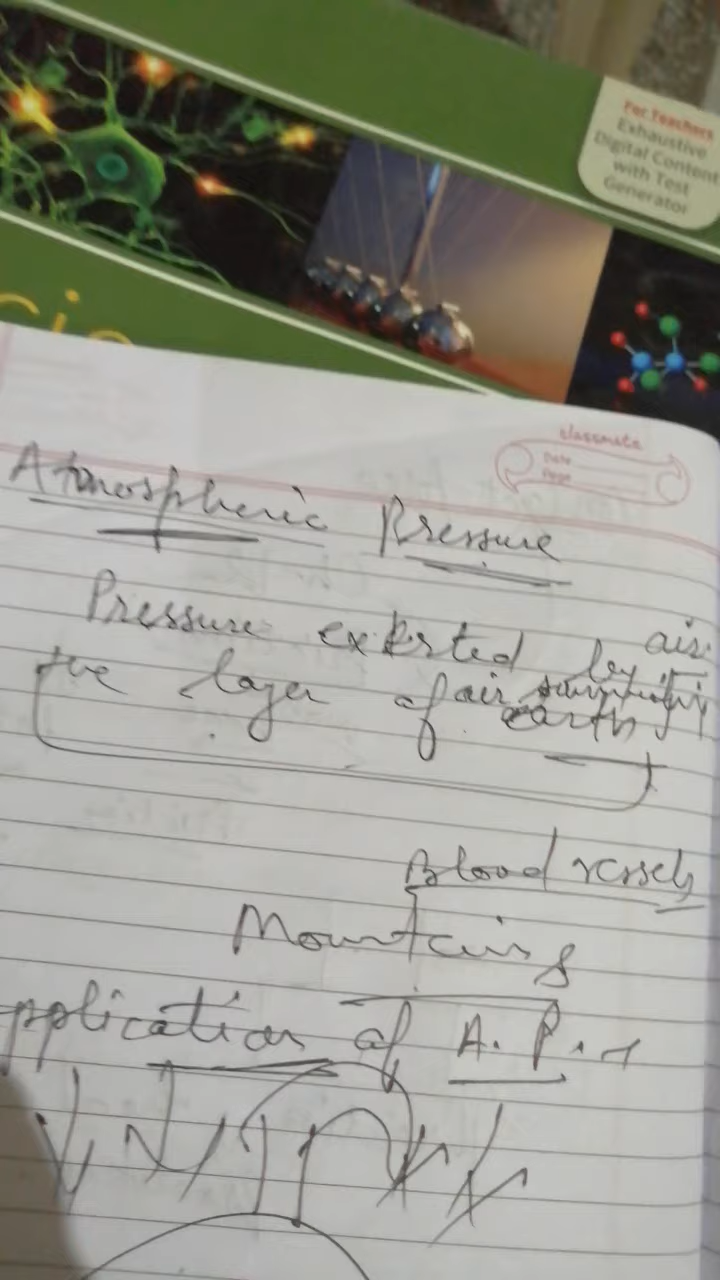 For Teachers
Exhaustive
Digital Content
with Test
Generator
classmate
Date
Page
Atmospheric Pressure
Pressure exerted by air
the layer of air surrounding
earth
Blood vessels
Mountains
pplication of A. P.